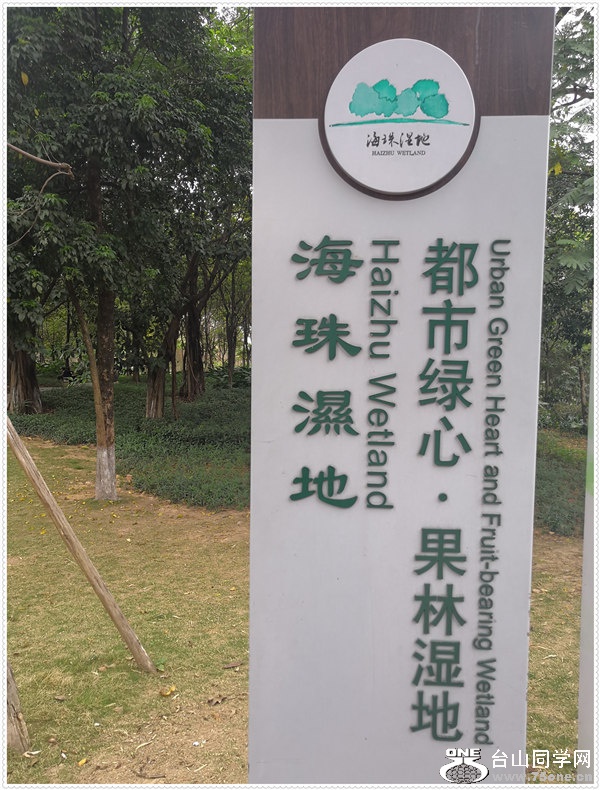 海珠湿地
HAIZHU WETLAND
都市绿心·果林湿地
Urban Green Heart and Fruit-bearing Wetland
海珠濕地
Haizhu Wetland
ONE
台山同学网
www.75one.cn